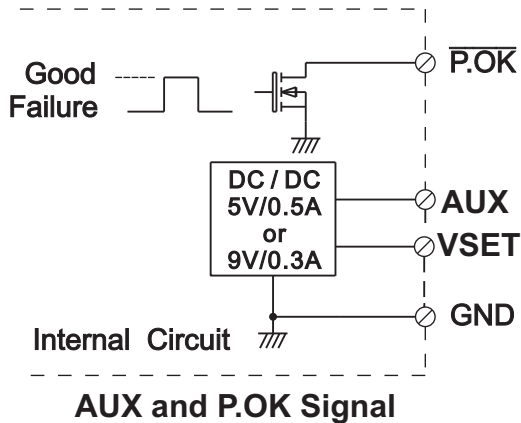 Good
Failure
P.OK
DC / DC
5V/0.5A
or
9V/0.3A
AUX
VSET
GND
Internal Circuit
AUX and P.OK Signal